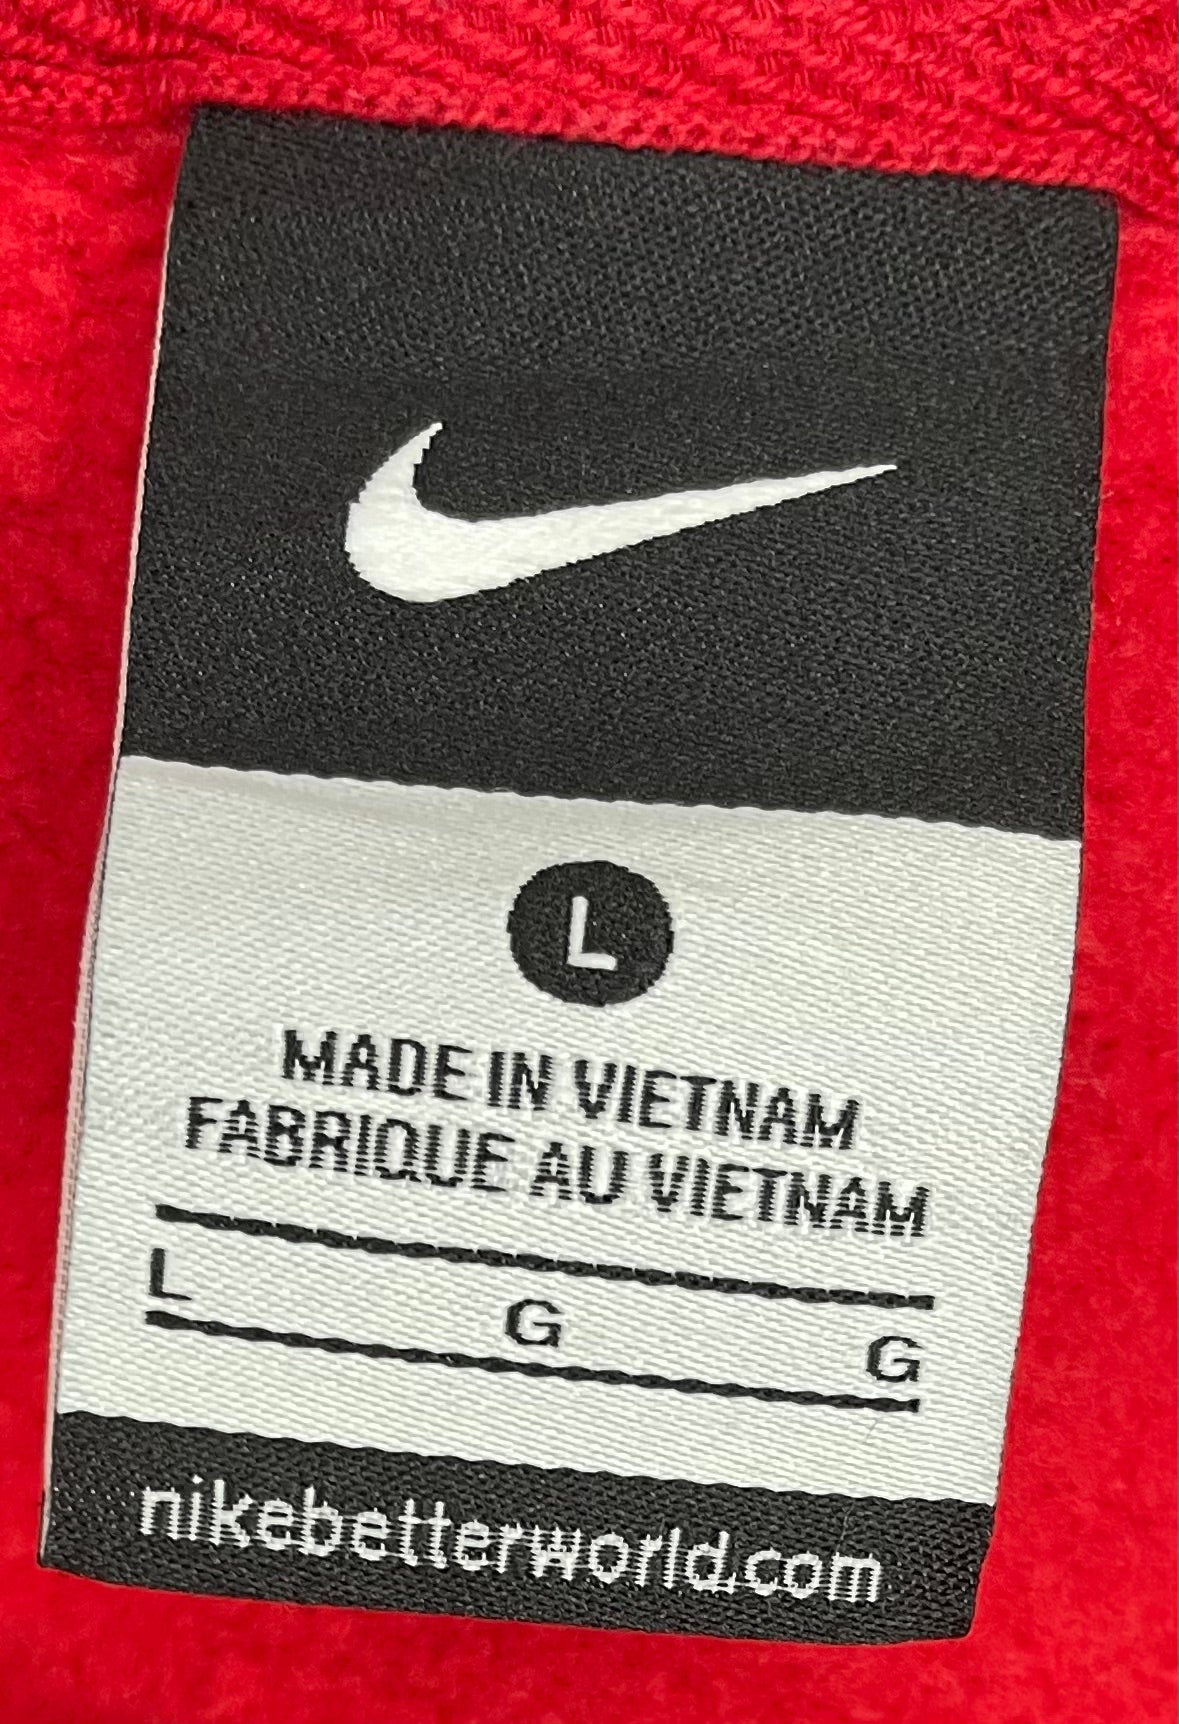 L
MADE IN VIETNAM
FABRIQUE AU VIETNAM
L G G
nikebetterworld.com